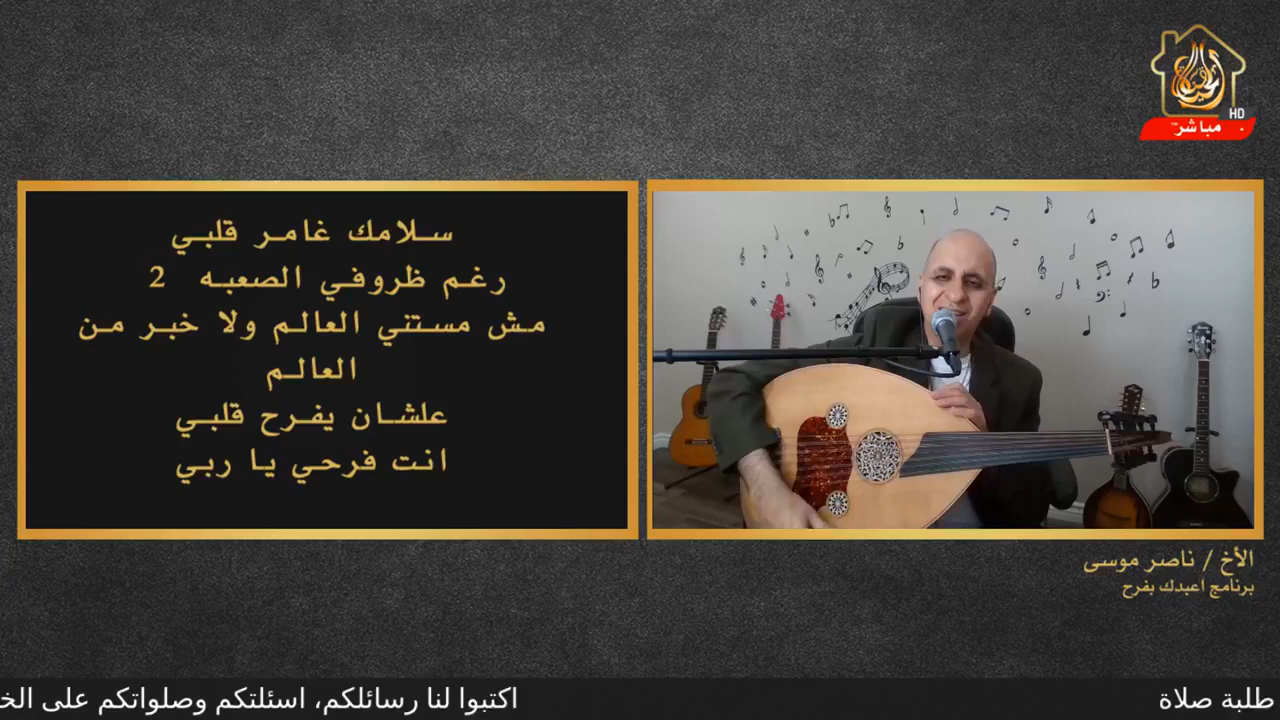 HD
مباشر
سلامك غامر قلبي
رغم ظروفي الصعبه 2
مش مستني العالم ولا خبر من
العالم
علشان يفرح قلبي
انت فرحي يا ربي
الأخ / ناصر موسى
برنامج اعبدك بفرح
طلبة صلاة
اكتبوا لنا رسائلكم، اسئلتكم وصلواتكم على